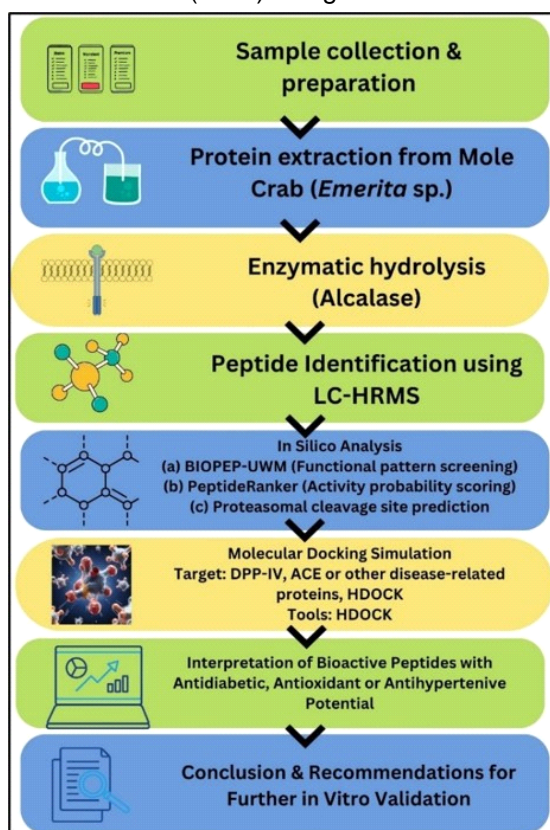 Sample collection &
preparation
Protein extraction from Mole
Crab (Emerita sp.)
Enzymatic hydrolysis
(Alcalase)
Peptide Identification using
LC-HRMS
In Silico Analysis
(a) BIOPEP-UWM (Functional pattern screening)
(b) PeptideRanker (Activity probability scoring)
(c) Proteasomal cleavage site prediction
Molecular Docking Simulation
Target: DPP-IV, ACE or other disease-related
proteins, HDOCK
Tools: HDOCK
Interpretation of Bioactive Peptides with
Antidiabetic, Antioxidant or Antihypertenive
Potential
Conclusion & Recommendations for
Further in Vitro Validation